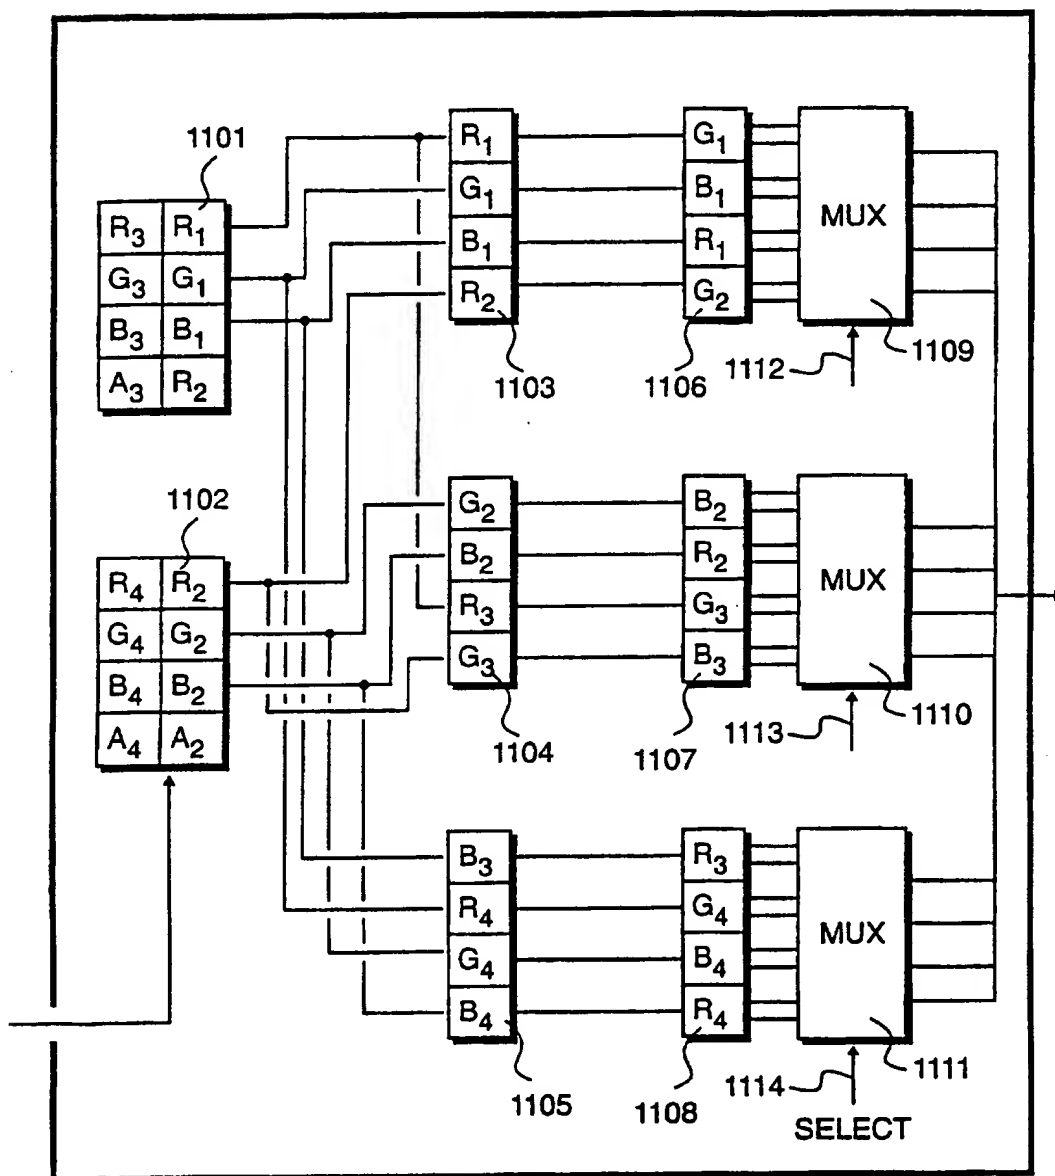 1101
R3 R1
G3 G1
B3 B1
A3 R2
1102
R4 R2
G4 G2
B4 B2
A4 A2
R1
G1
B1
R2
1103
G1
B1
R1
G2
1106
MUX
1109
1112
G2
B2
R3
G3
1104
B2
R2
G3
B3
1107
MUX
1110
1113
B3
R4
G4
B4
1105
R3
G4
B4
R4
1108
MUX
1111
1114
SELECT